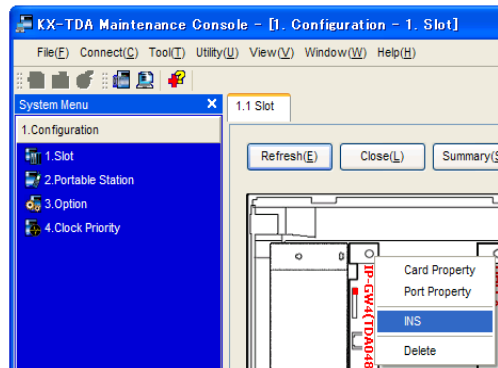 KX-TDA Maintenance Console - [1. Configuration - 1. Slot]
File(F) Connect(C) Tool(T) Utility(U) View(V) Window(W) Help(H)
System Menu X
1.1 Slot
1.Configuration
1.Slot
2.Portable Station
3.Option
4.Clock Priority
Refresh(E) Close(L) Summary(S
IP-GW4(TDA048
Card Property
Port Property
INS
Delete